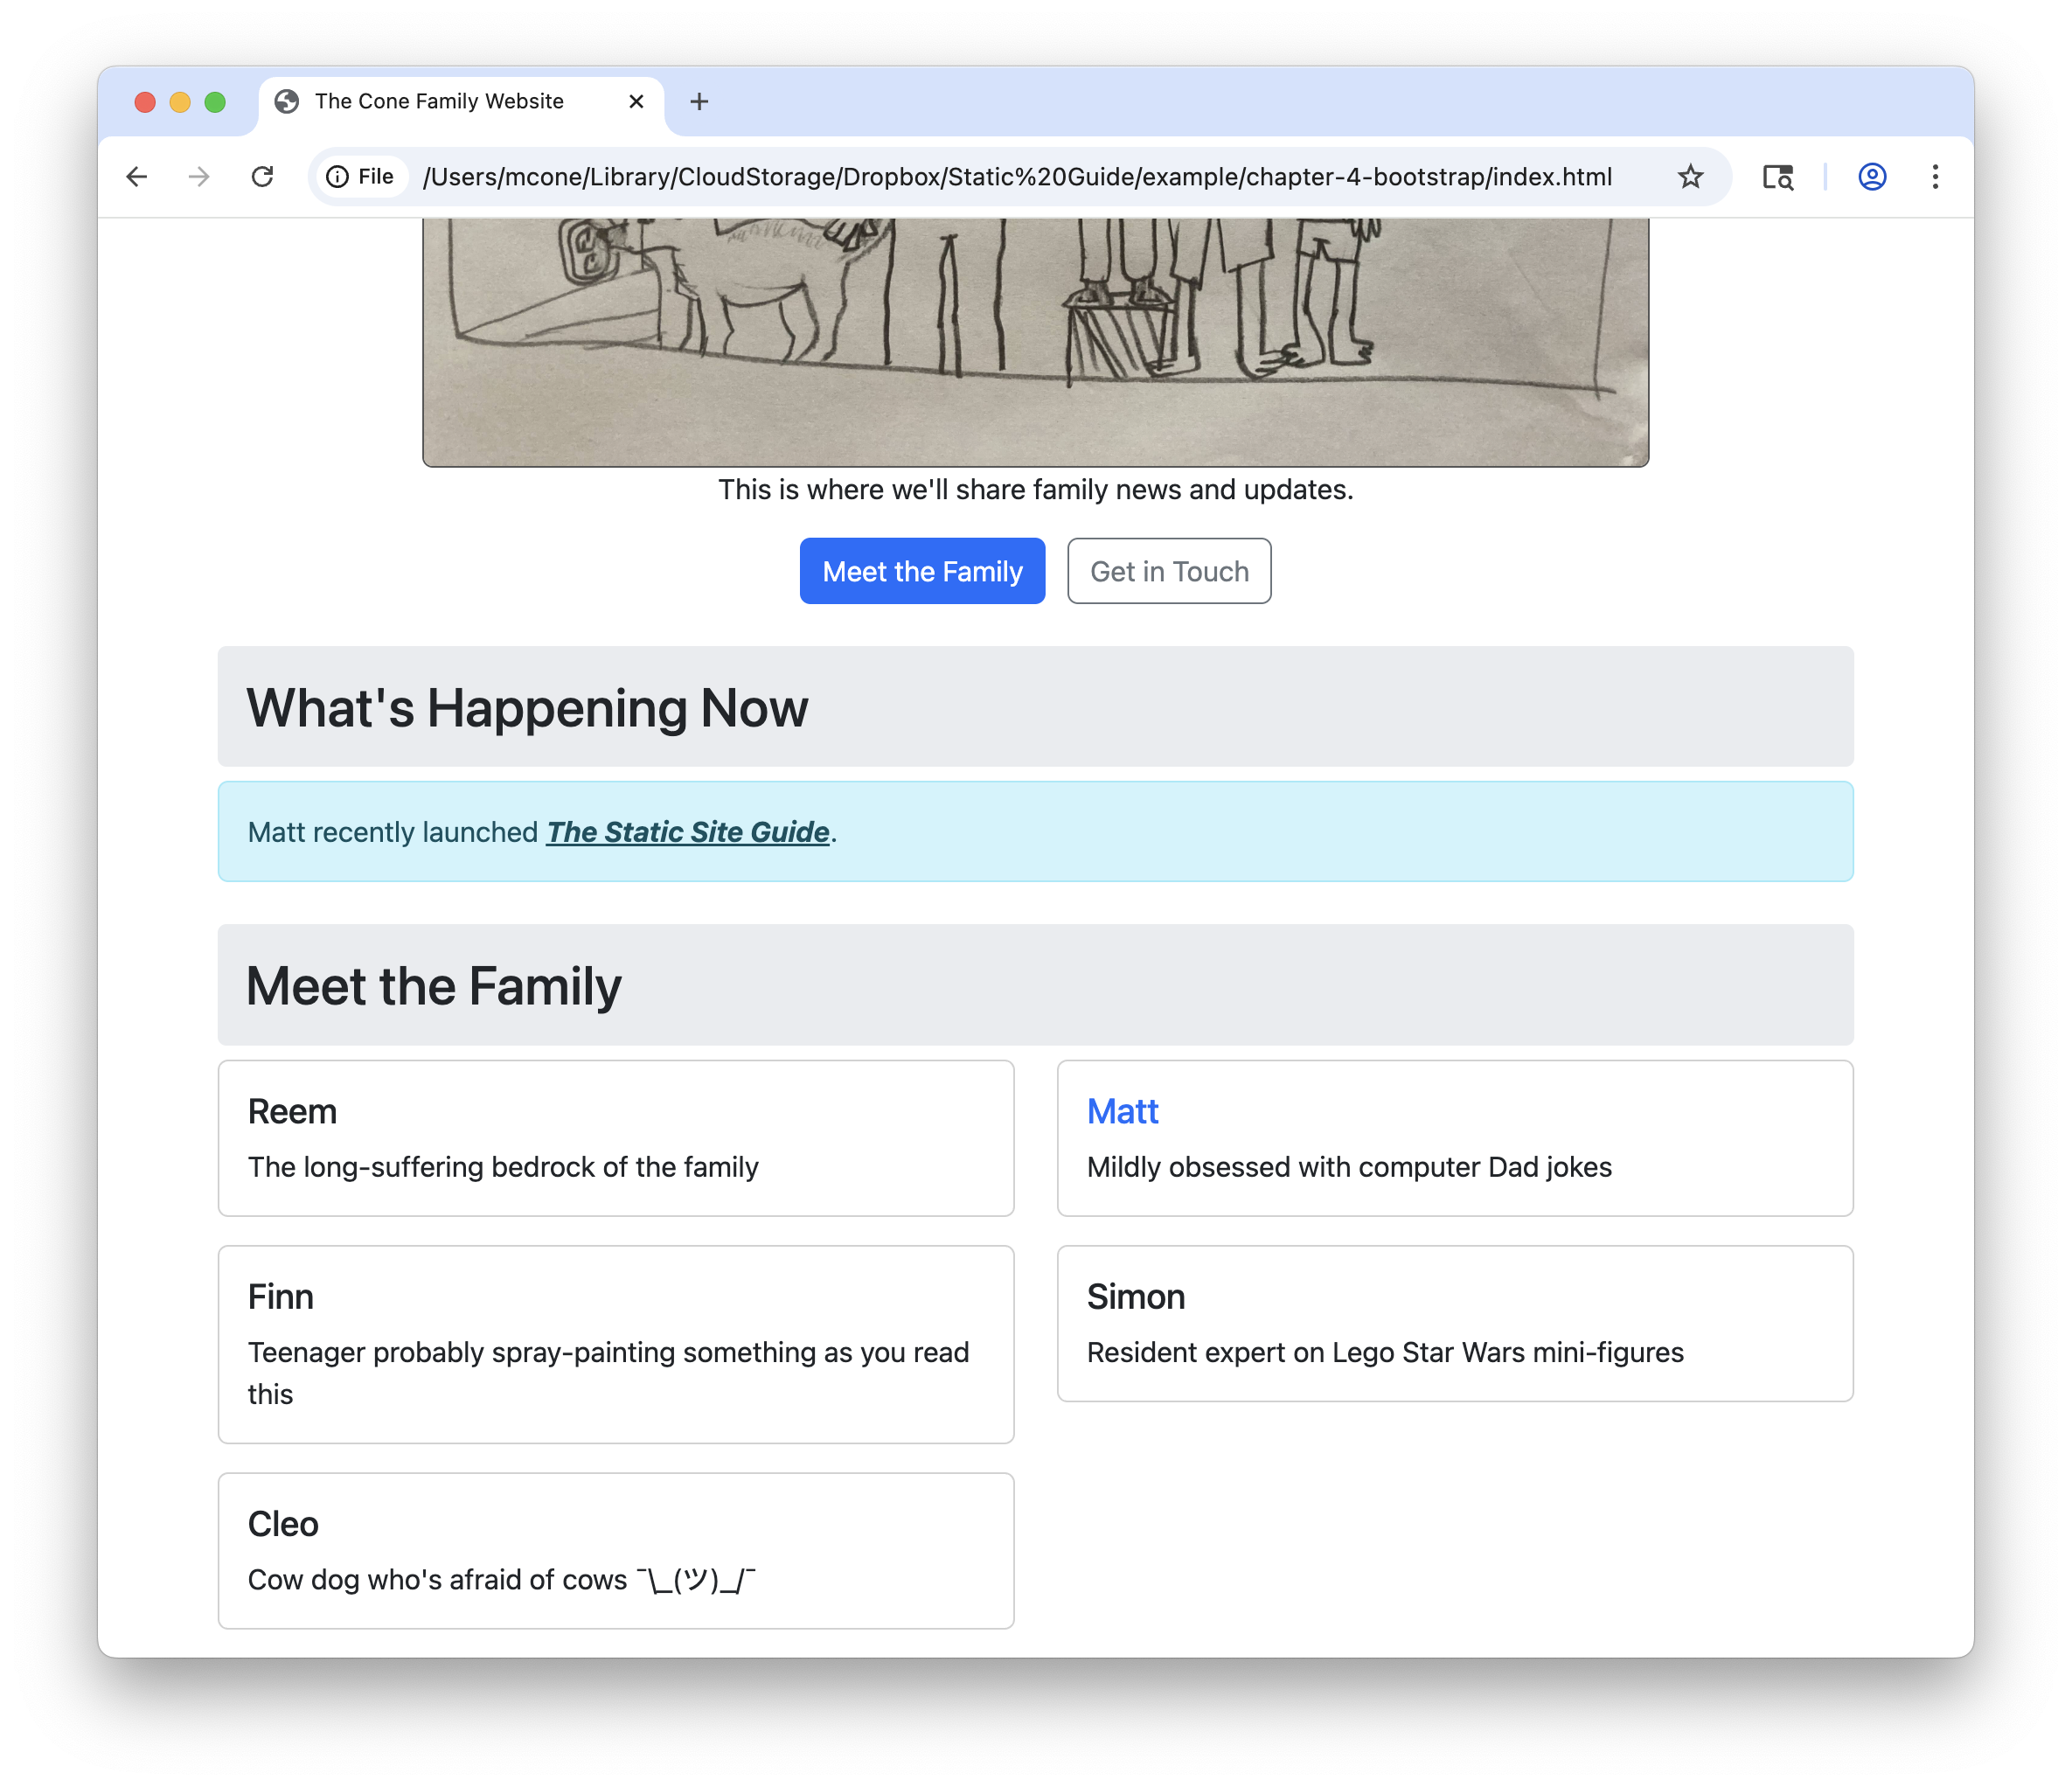 The Cone Family Website
File /Users/mcone/Library/CloudStorage/Dropbox/Static%20Guide/example/chapter-4-bootstrap/index.html
This is where we'll share family news and updates.
Meet the Family
Get in Touch
What's Happening Now
Matt recently launched The Static Site Guide.
Meet the Family
Reem
The long-suffering bedrock of the family
Matt
Mildly obsessed with computer Dad jokes
Finn
Teenager probably spray-painting something as you read
this
Simon
Resident expert on Lego Star Wars mini-figures
Cleo
Cow dog who's afraid of cows ¯\_(ツ)_/¯